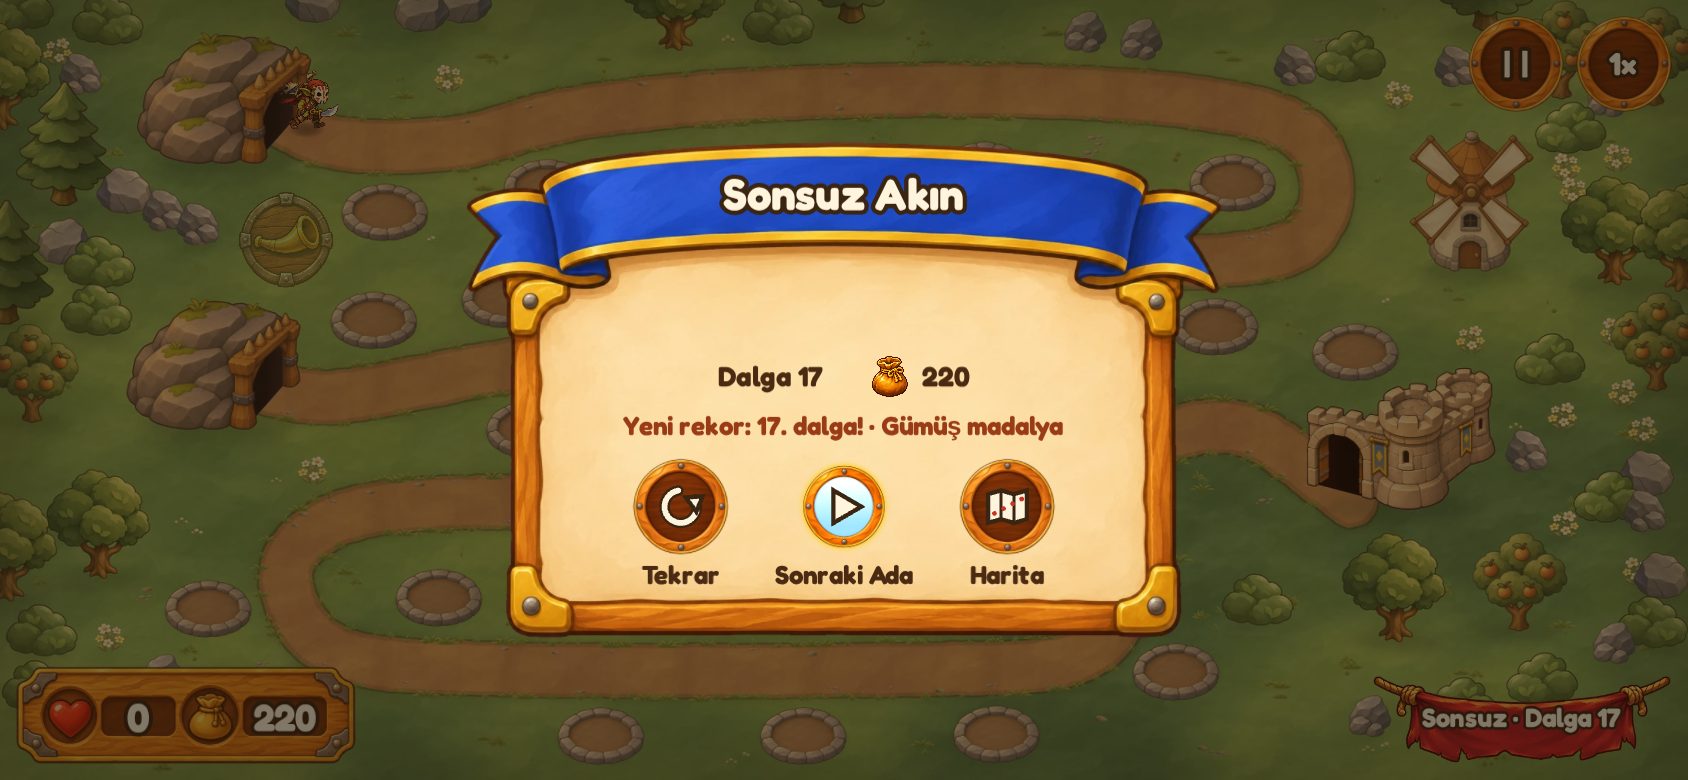 1x
Sonsuz Akın
Dalga 17 220
Yeni rekor: 17. dalga! · Gümüş madalya
Tekrar Sonraki Ada Harita
0 220
Sonsuz · Dalga 17